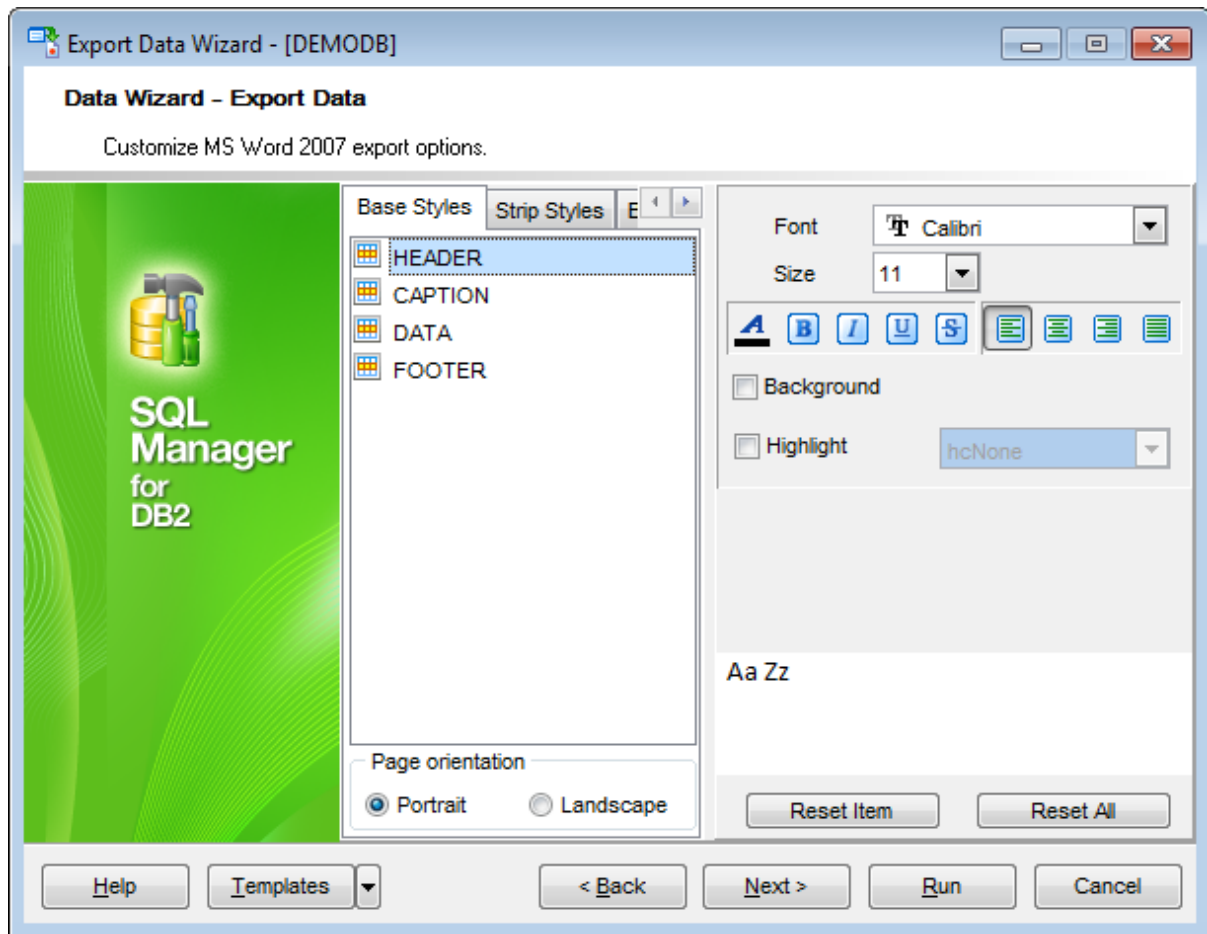 Export Data Wizard - [DEMODB]
Data Wizard - Export Data
Customize MS Word 2007 export options.
SQL
Manager
for
DB2
Base Styles
Strip Styles
HEADER
CAPTION
DATA
FOOTER
Page orientation
Portrait
Landscape
Font
Calibri
Size
11
A B I U S
Background
Highlight
hcNone
Aa Zz
Reset Item
Reset All
Help
Templates
< Back
Next >
Run
Cancel